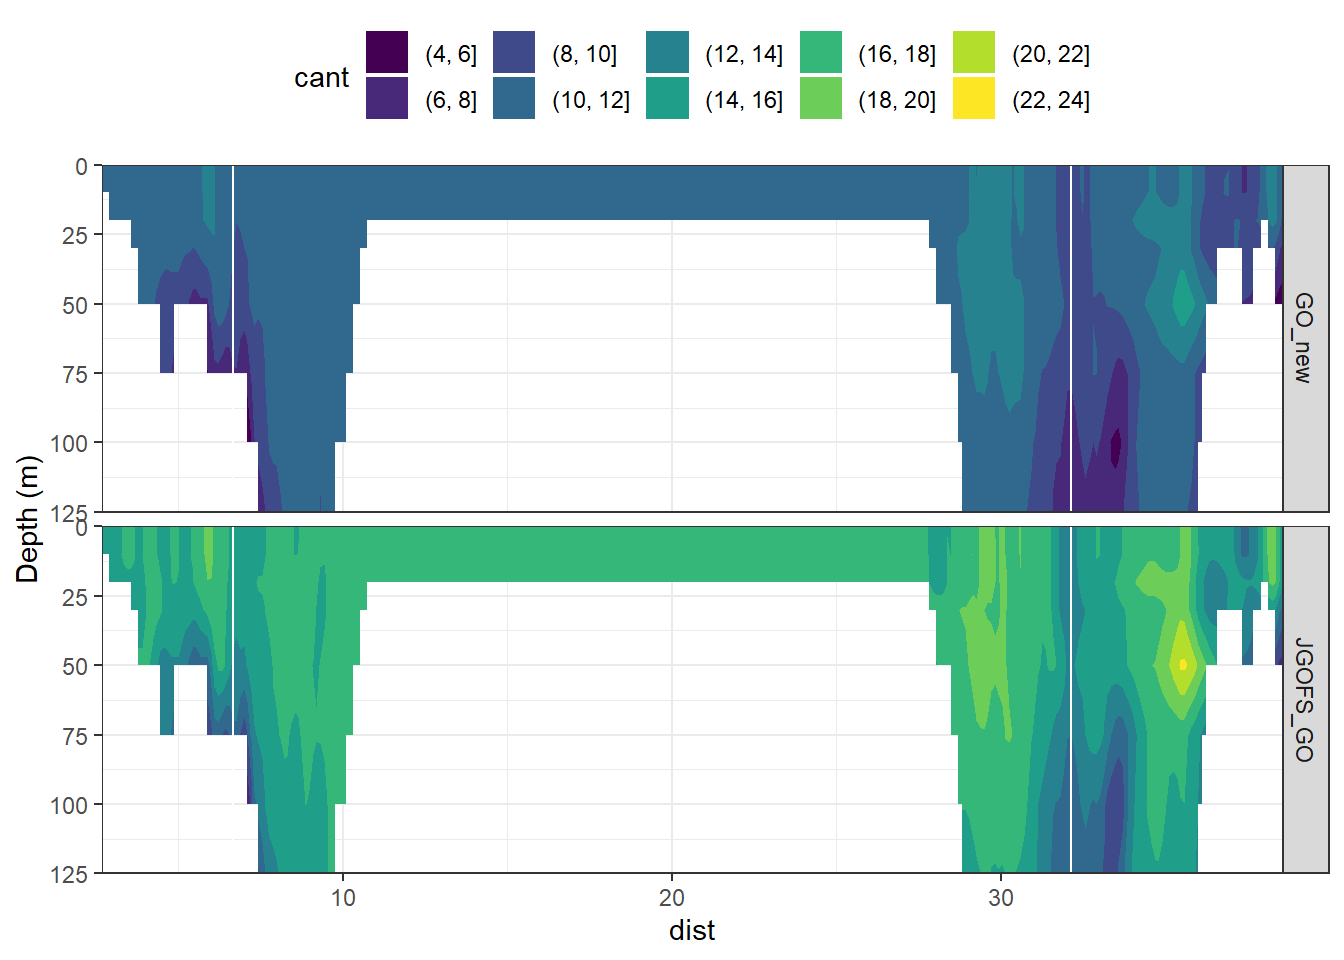 cant
(4, 6] (8, 10] (12, 14] (16, 18] (20, 22]
(6, 8] (10, 12] (14, 16] (18, 20] (22, 24]
Depth (m)
0
25
50
75
100
125
GO_new
0
25
50
75
100
125
JGOFS_GO
10 20 30
dist